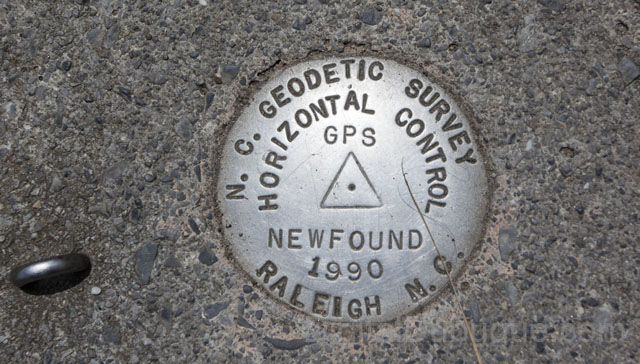 N. C. GEODETIC SURVEY
HORIZONTAL CONTROL
GPS
NEWFOUND
1990
RALEIGH N. C.